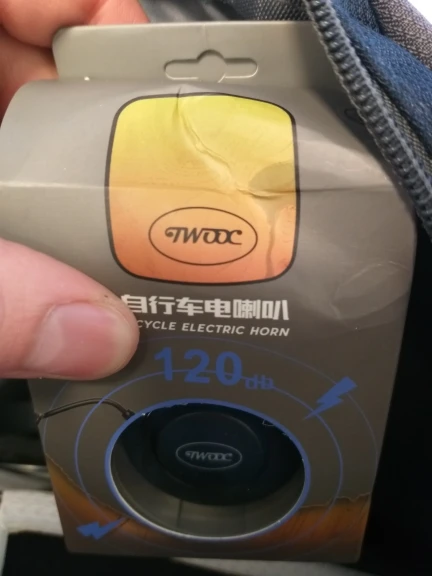 TWOOC
自行车电喇叭
CYCLE ELECTRIC HORN
120db
TWOOC